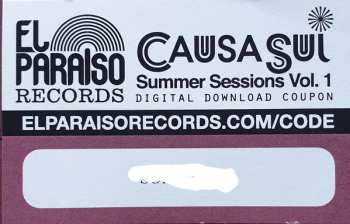 EL PARAISO RECORDS
CAUSA SUI
Summer Sessions Vol. 1
DIGITAL DOWNLOAD COUPON
ELPARAISORECORDS.COM/CODE